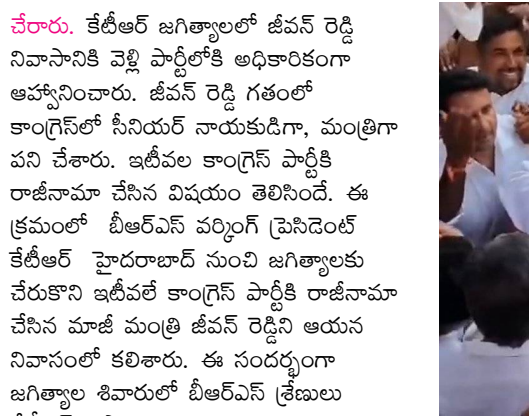 చేరారు. కేటీఆర్ జగిత్యాలలో జీవన్ రెడ్డి
నివాసానికి వెళ్లి పార్టీలోకి అధికారికంగా
ఆహ్వానించారు. జీవన్ రెడ్డి గతంలో
కాంగ్రెస్‌లో సీనియర్ నాయకుడిగా, మంత్రిగా
పని చేశారు. ఇటీవల కాంగ్రెస్ పార్టీకి
రాజీనామా చేసిన విషయం తెలిసిందే. ఈ
క్రమంలో బీఆర్ఎస్ వర్కింగ్ ప్రెసిడెంట్
కేటీఆర్ హైదరాబాద్ నుంచి జగిత్యాలకు
చేరుకొని ఇటీవలే కాంగ్రెస్ పార్టీకి రాజీనామా
చేసిన మాజీ మంత్రి జీవన్ రెడ్డిని ఆయన
నివాసంలో కలిశారు. ఈ సందర్భంగా
జగిత్యాల శివారులో బీఆర్ఎస్ శ్రేణులు